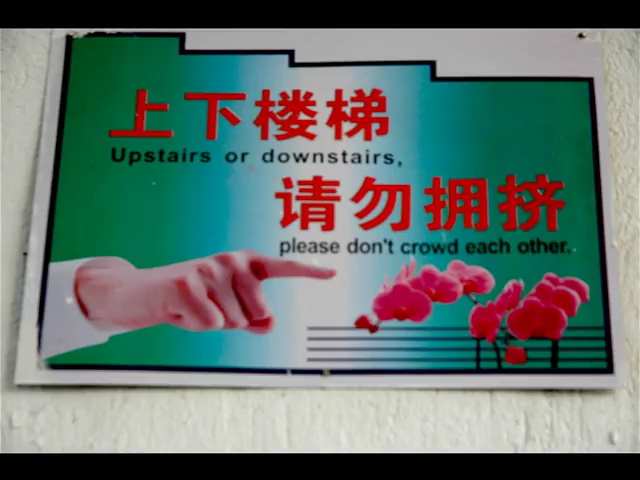 上下楼梯
Upstairs or downstairs,
请勿拥挤
please don't crowd each other.